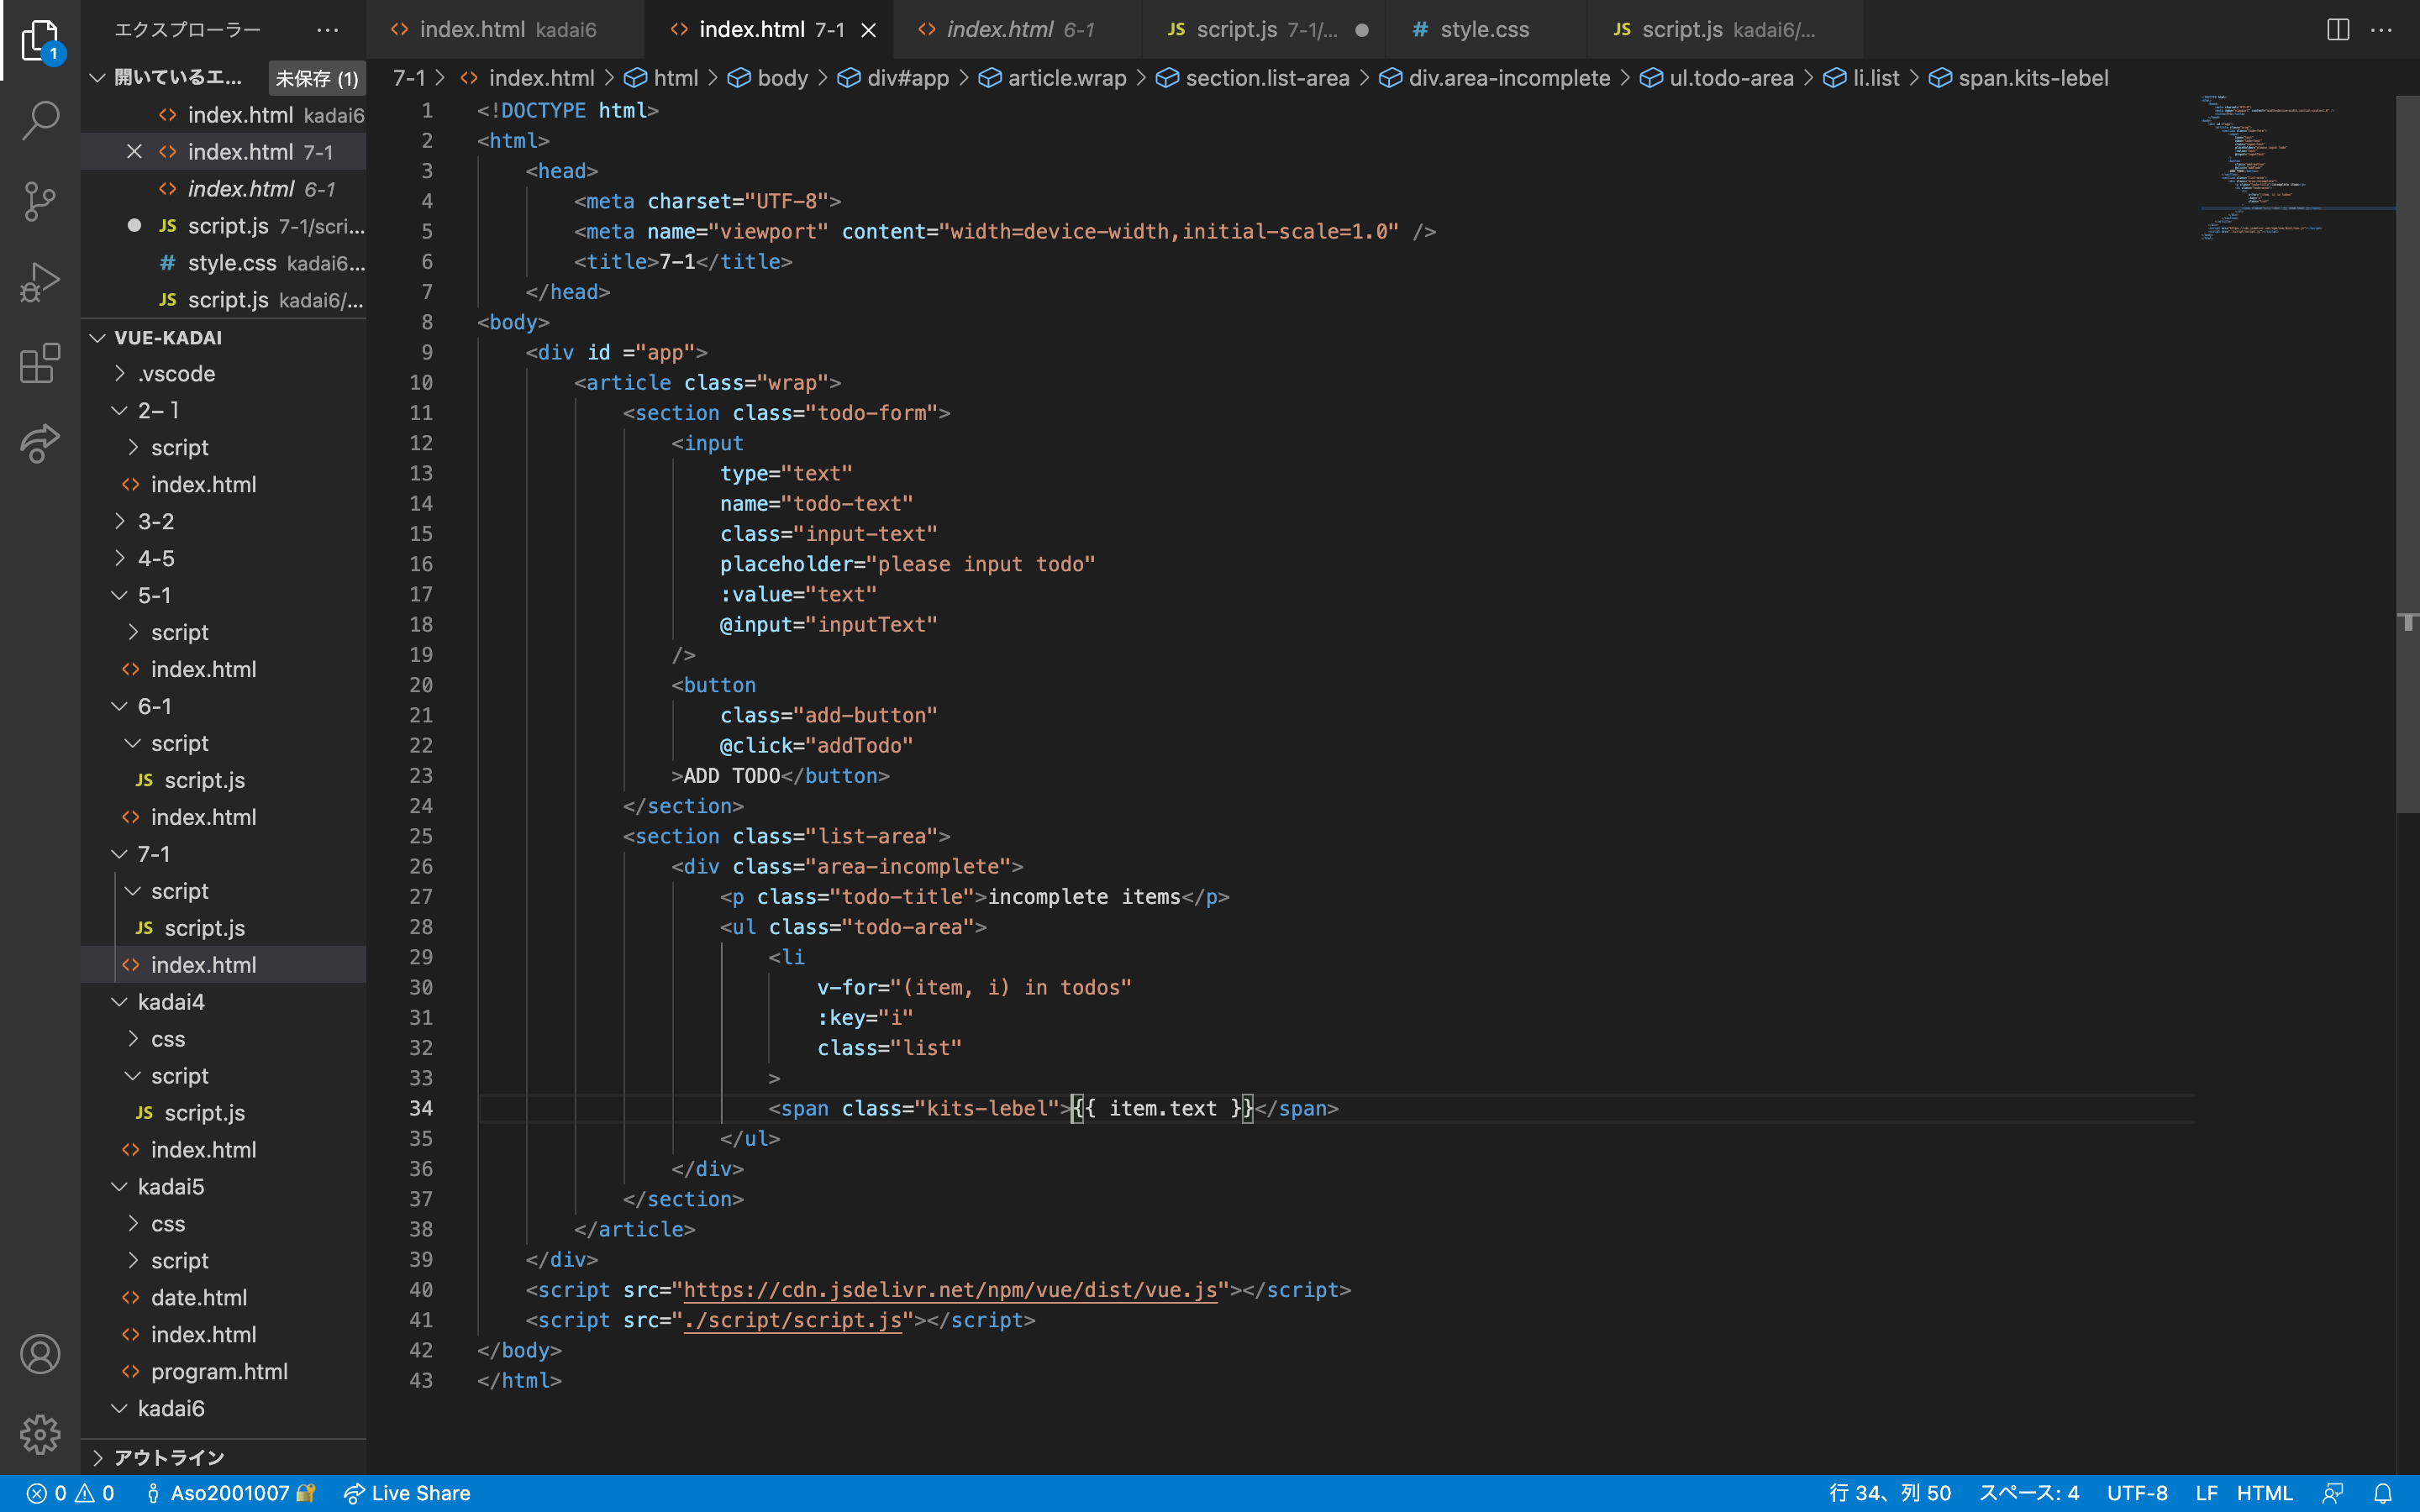 エクスプローラー ···
index.html kadai6
index.html 7-1
index.html 6-1
JS script.js 7-1/...
# style.css
JS script.js kadai6/...
開いているエ... 未保存 (1)
index.html kadai6
index.html 7-1
index.html 6-1
JS script.js 7-1/scri...
# style.css kadai6...
JS script.js kadai6/...
VUE-KADAI
.vscode
2−１
script
index.html
3-2
4-5
5-1
script
index.html
6-1
script
JS script.js
index.html
7-1
script
JS script.js
index.html
kadai4
css
script
JS script.js
index.html
kadai5
css
script
date.html
index.html
program.html
kadai6
アウトライン
1
7-1 > index.html > html > body > div#app > article.wrap > section.list-area > div.area-incomplete > ul.todo-area > li.list > span.kits-lebel
1 <!DOCTYPE html>
2 <html>
3 <head>
4 <meta charset="UTF-8">
5 <meta name="viewport" content="width=device-width,initial-scale=1.0" />
6 <title>7-1</title>
7 </head>
8 <body>
9 <div id ="app">
10 <article class="wrap">
11 <section class="todo-form">
12 <input
13 type="text"
14 name="todo-text"
15 class="input-text"
16 placeholder="please input todo"
17 :value="text"
18 @input="inputText"
19 />
20 <button
21 class="add-button"
22 @click="addTodo"
23 >ADD TODO</button>
24 </section>
25 <section class="list-area">
26 <div class="area-incomplete">
27 <p class="todo-title">incomplete items</p>
28 <ul class="todo-area">
29 <li
30 v-for="(item, i) in todos"
31 :key="i"
32 class="list"
33 >
34 <span class="kits-lebel">{{ item.text }}</span>
35 </ul>
36 </div>
37 </section>
38 </article>
39 </div>
40 <script src="https://cdn.jsdelivr.net/npm/vue/dist/vue.js"></script>
41 <script src="./script/script.js"></script>
42 </body>
43 </html>
0 0 Aso2001007 Live Share
行 34、列 50 スペース: 4 UTF-8 LF HTML